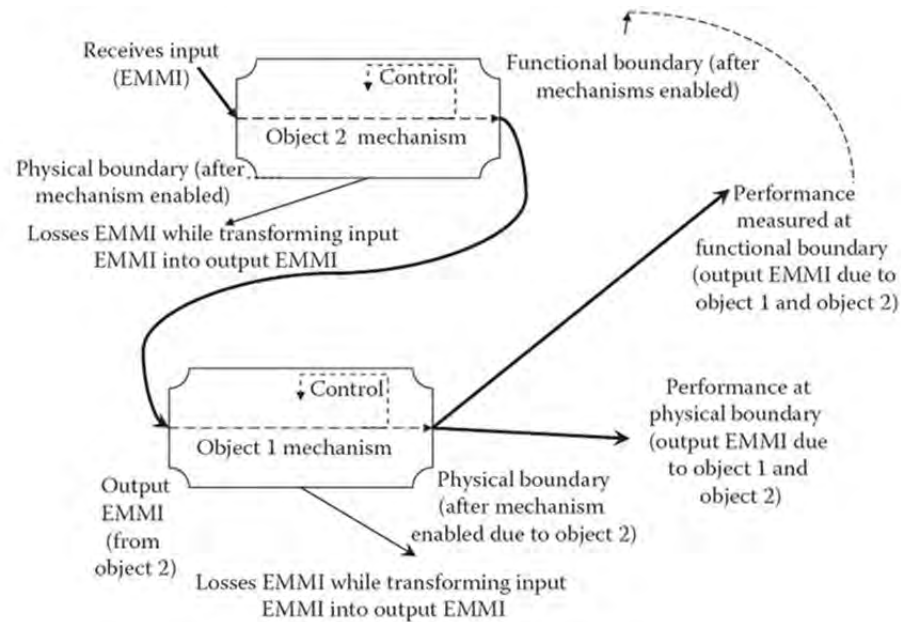 Receives input
(EMMI)
Control
Object 2 mechanism
Functional boundary (after
mechanisms enabled)
Physical boundary (after
mechanism enabled)
Losses EMMI while transforming input
EMMI into output EMMI
Performance
measured at
functional boundary
(output EMMI due to
object 1 and object 2)
Control
Object 1 mechanism
Performance at
physical boundary
(output EMMI due
to object 1 and
object 2)
Output
EMMI
(from
object 2)
Physical boundary
(after mechanism
enabled due to object 2)
Losses EMMI while transforming input
EMMI into output EMMI